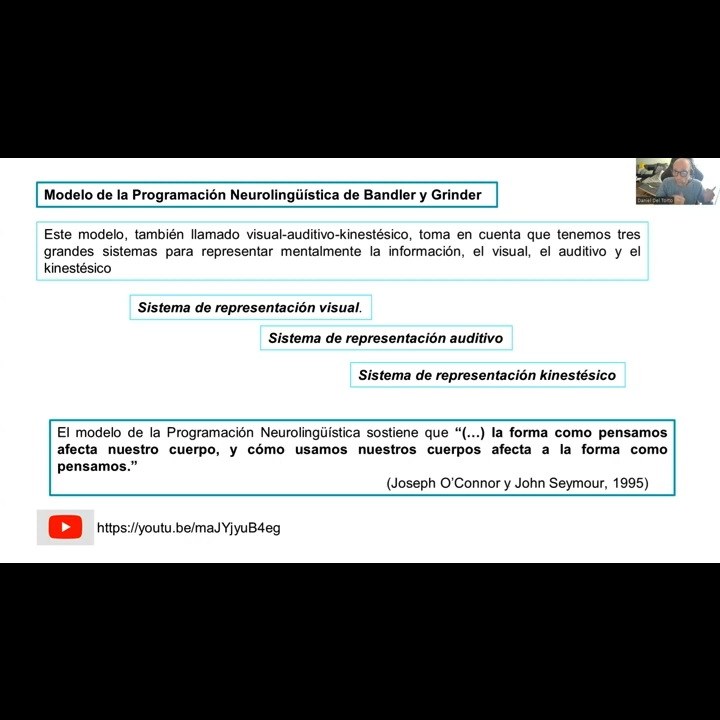 Modelo de la Programación Neurolingüística de Bandler y Grinder
Daniel Del Torto
Este modelo, también llamado visual-auditivo-kinestésico, toma en cuenta que tenemos tres
grandes sistemas para representar mentalmente la información, el visual, el auditivo y el
kinestésico
Sistema de representación visual.
Sistema de representación auditivo
Sistema de representación kinestésico
El modelo de la Programación Neurolingüística sostiene que “(…) la forma como pensamos
afecta nuestro cuerpo, y cómo usamos nuestros cuerpos afecta a la forma como
pensamos.”
(Joseph O’Connor y John Seymour, 1995)
https://youtu.be/maJYjyuB4eg